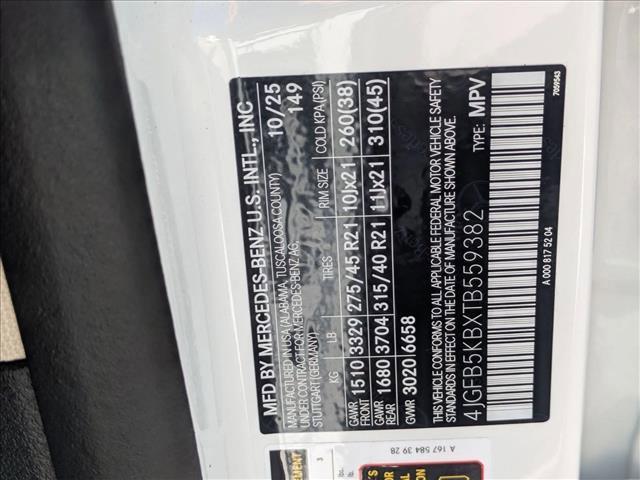 MFD BY MERCEDES-BENZ U.S. INTL., INC
MANUFACTURED IN USA (ALABAMA, TUSCALOOSA COUNTY) 10/25
UNDER CONTRACT FOR MERCEDES-BENZ AG, 149
STUTTGART (GERMANY)
KG LB TIRES RIM SIZE COLD KPA(PSI)
GAWR FRONT 1510 3329 275/45 R21 10Jx21 260(38)
GAWR REAR 1680 3704 315/40 R21 11Jx21 310(45)
GVWR 3020 6658
THIS VEHICLE CONFORMS TO ALL APPLICABLE FEDERAL MOTOR VEHICLE SAFETY
STANDARDS IN EFFECT ON THE DATE OF MANUFACTURE SHOWN ABOVE.
4JGFB5KBXTB559382 TYPE: MPV
A 000 817 52 04
7059543
A 167 584 39 28
3